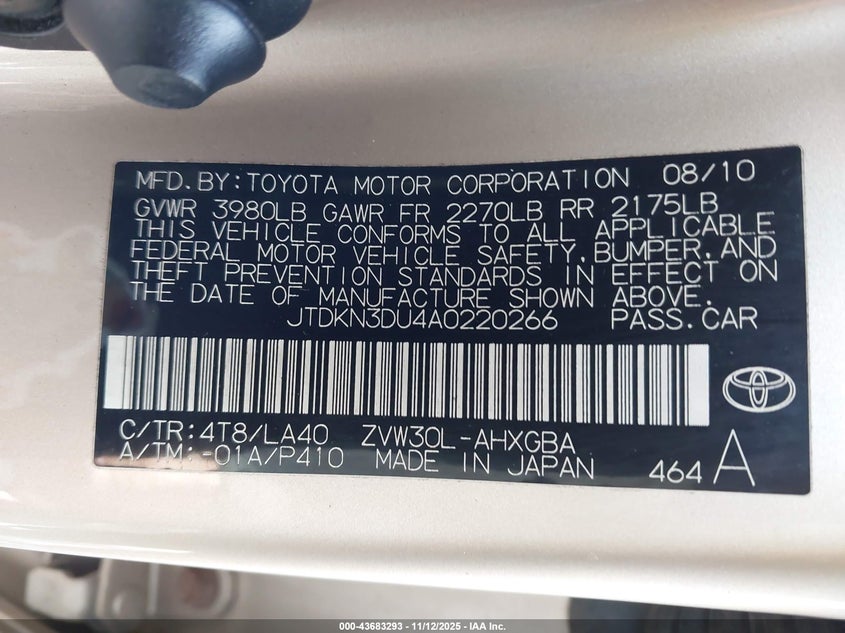 MFD.BY:TOYOTA MOTOR CORPORATION 08/10
GVWR 3980LB GAWR FR 2270LB RR 2175LB
THIS VEHICLE CONFORMS TO ALL APPLICABLE
FEDERAL MOTOR VEHICLE SAFETY,BUMPER,AND
THEFT PREVENTION STANDARDS IN EFFECT ON
THE DATE OF MANUFACTURE SHOWN ABOVE.
JTDKN3DU4A0220266 PASS.CAR
C/TR:4T8/LA40 ZVW30L-AHXGBA
A/TM:-01A/P410 MADE IN JAPAN 464 A
000-43683293 - 11/12/2025 - IAA Inc.